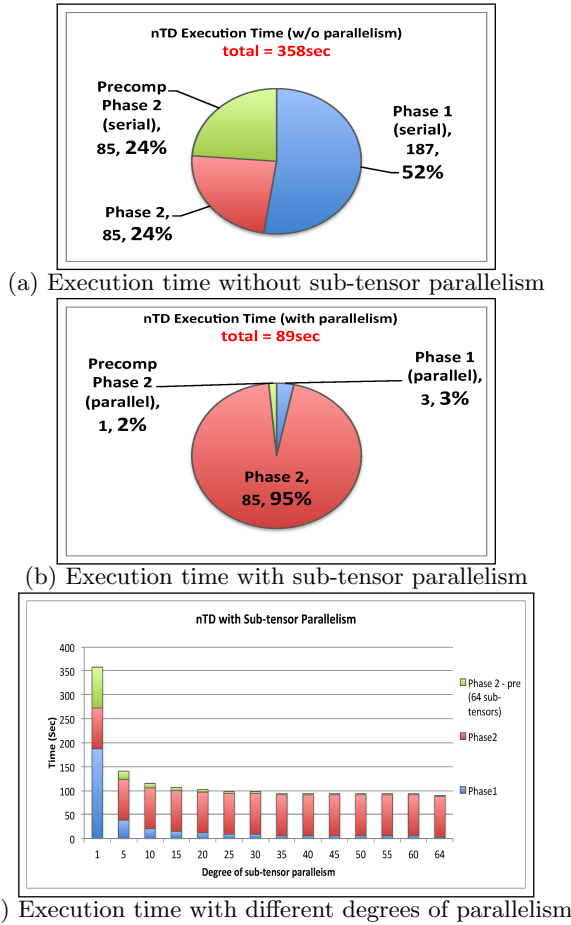 nTD Execution Time (w/o parallelism)
total = 358sec
Precomp
Phase 2
(serial),
85, 24%
Phase 1
(serial),
187,
52%
Phase 2,
85, 24%
(a) Execution time without sub-tensor parallelism
nTD Execution Time (with parallelism)
total = 89sec
Precomp
Phase 2
(parallel),
1, 2%
Phase 1
(parallel),
3, 3%
Phase 2,
85, 95%
(b) Execution time with sub-tensor parallelism
nTD with Sub-tensor Parallelism
400
350
300
250
200
150
100
50
0
Time (Sec)
1 5 10 15 20 25 30 35 40 45 50 55 60 64
Degree of sub-tensor paralleism
Phase 2 - pre
(64 sub-
tensors)
Phase2
Phase1
) Execution time with different degrees of parallelism